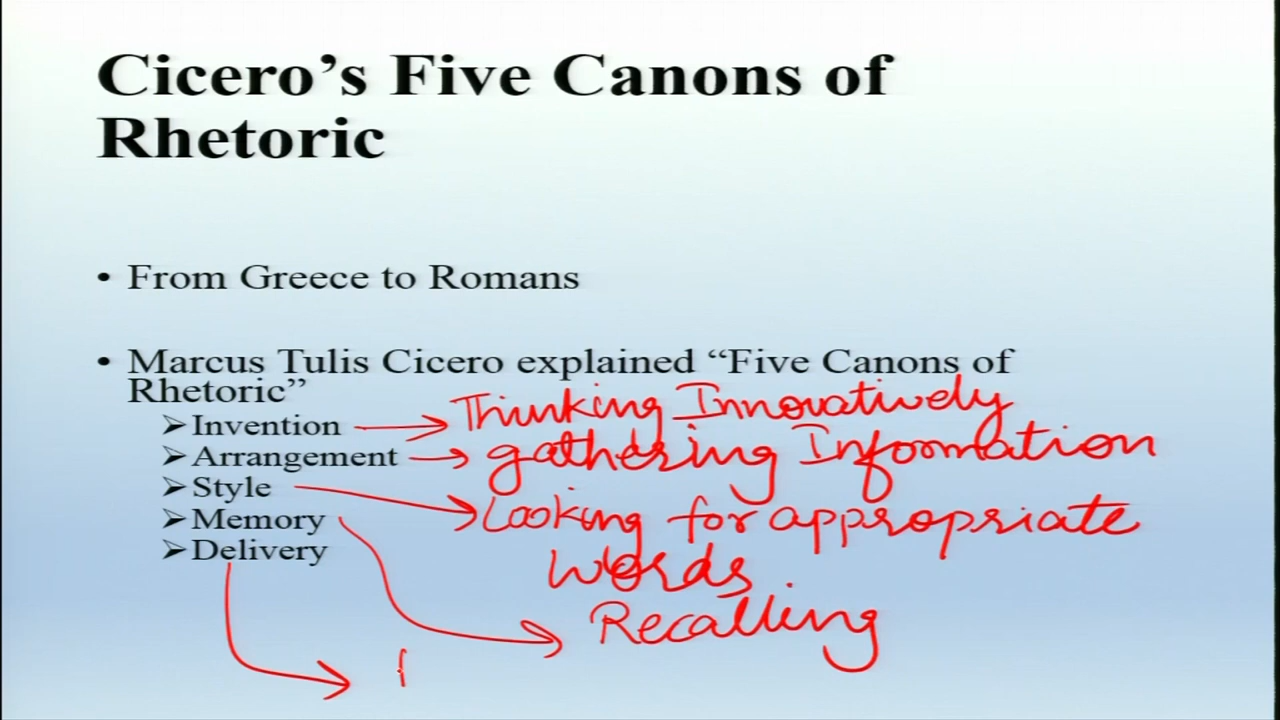 Cicero's Five Canons of
Rhetoric
• From Greece to Romans
• Marcus Tulis Cicero explained “Five Canons of
Rhetoric”
➢Invention → Thinking Innovatively
➢Arrangement → gathering Information
➢Style → Looking for appropriate
words
➢Memory → Recalling
➢Delivery →